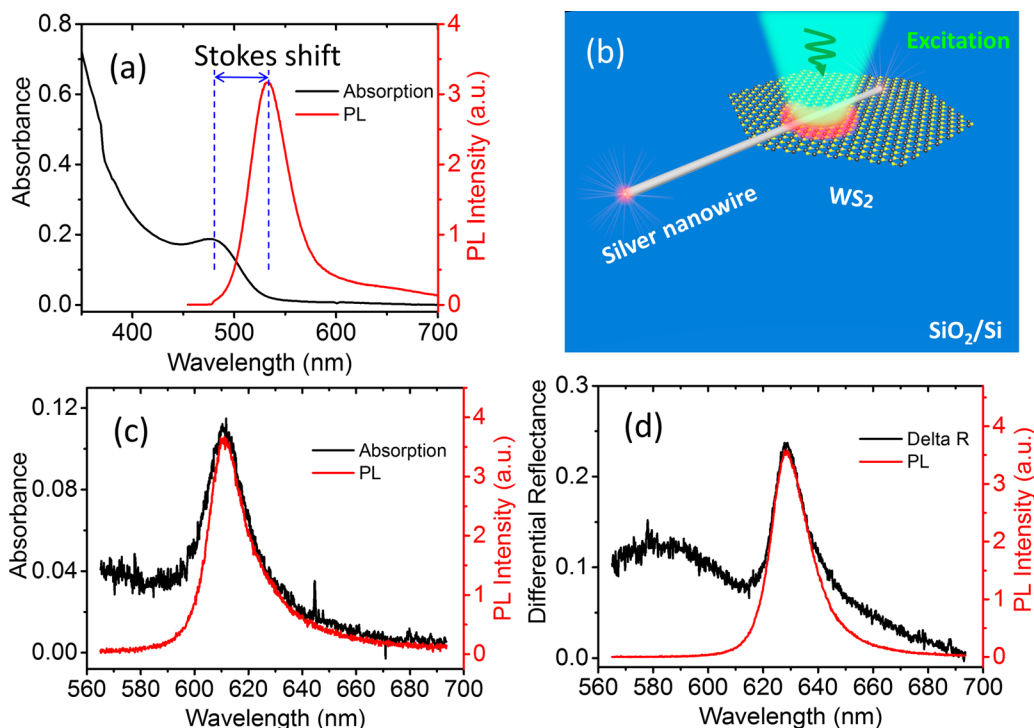 (a)
Stokes shift
Absorption
PL
Absorbance
0.8
0.6
0.4
0.2
0.0
400
500
600
700
Wavelength (nm)
4
3
2
1
0
PL Intensity (a.u.)
(b)
Excitation
Silver nanowire
WS2
SiO2/Si
(c)
Absorption
PL
Absorbance
0.12
0.08
0.04
0.00
560 580 600 620 640 660 680 700
Wavelength (nm)
4
3
2
1
0
PL Intensity (a.u.)
(d)
Delta R
PL
Differential Reflectance
0.3
0.2
0.1
0.0
560 580 600 620 640 660 680 700
Wavelength (nm)
4
3
2
1
0
PL Intensity (a.u.)